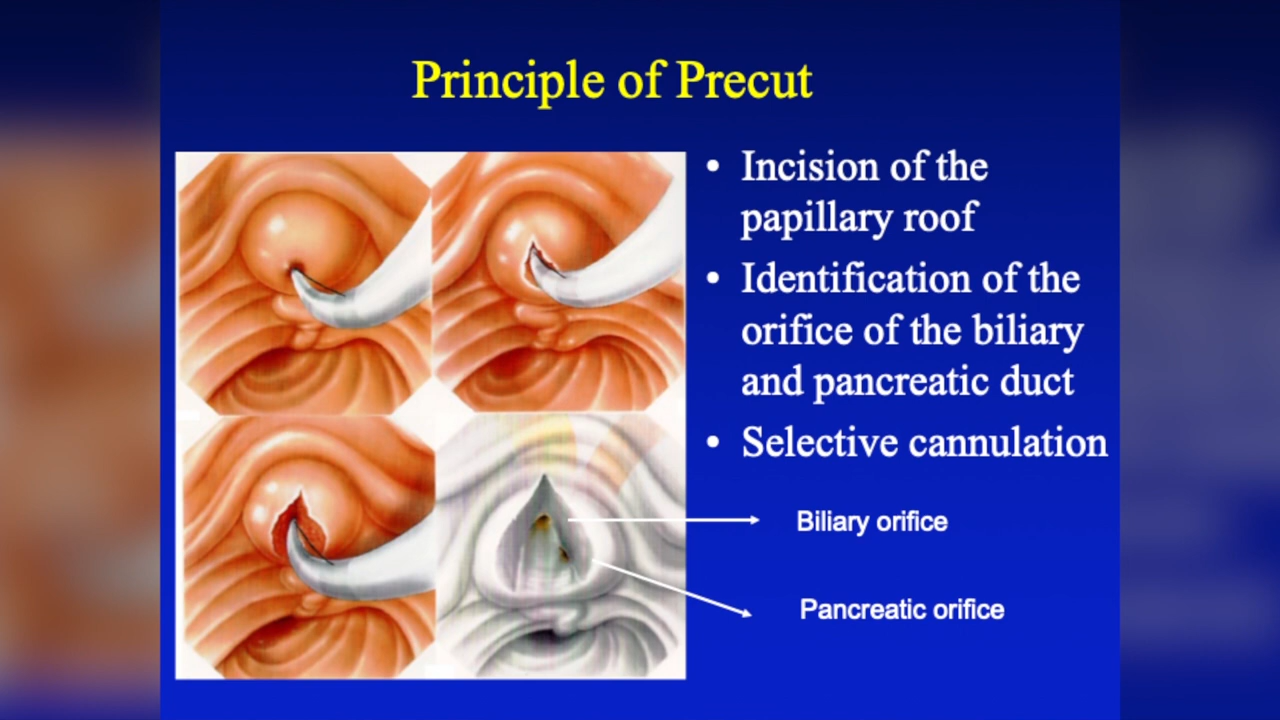 Principle of Precut
• Incision of the
papillary roof
• Identification of the
orifice of the biliary
and pancreatic duct
• Selective cannulation
Biliary orifice
Pancreatic orifice